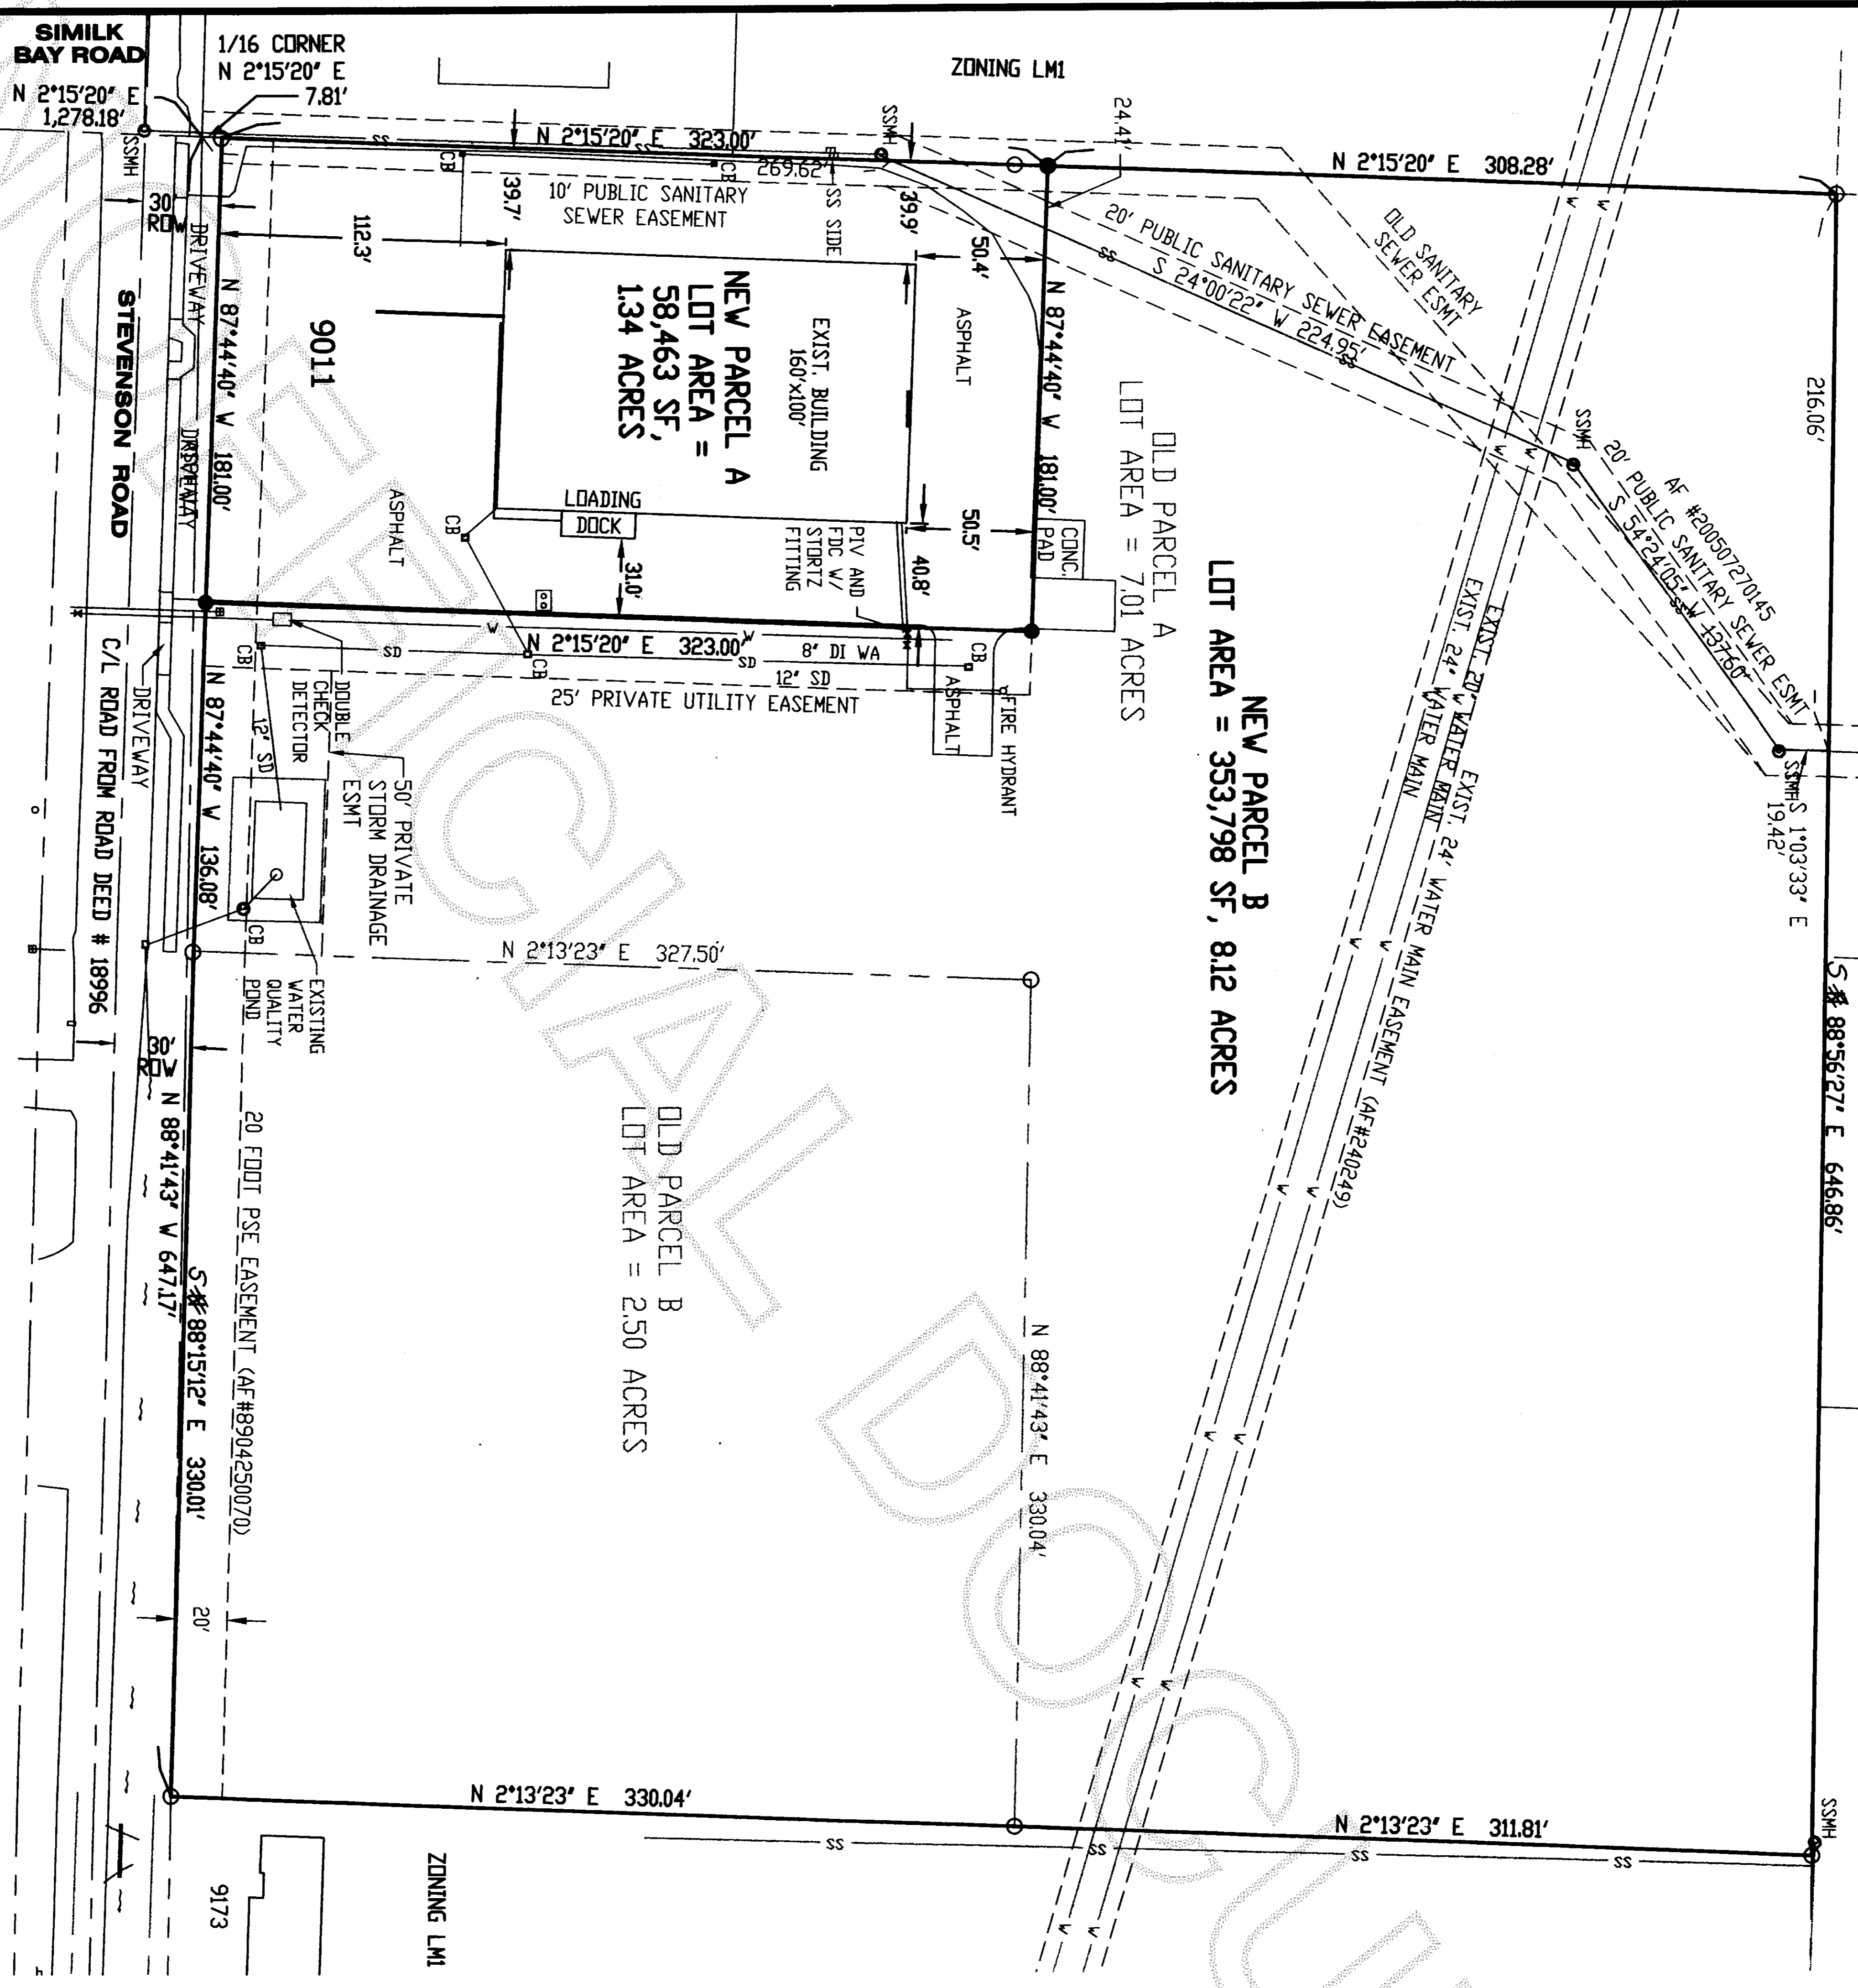 SIMILK
BAY ROAD
1/16 CORNER
N 2°15'20" E
7.81'
N 2°15'20" E
1,278.18'
SSMH
ZONING LM1
24.41'
SSMH
N 2°15'20" E 323.00'
SS
SS
269.62'
N 2°15'20" E 308.28'
CB
CB
SS SIDE
10' PUBLIC SANITARY
SEWER EASEMENT
39.7'
39.9'
30'
ROW
DRIVEWAY
112.3'
50.4'
20' PUBLIC SANITARY SEWER EASEMENT
S 24°00'22" W 224.95'
SS
SS
OLD SANITARY
SEWER ESMT
W
W
216.06'
STEVENSON ROAD
N 87°44'40" W 181.00'
9011
NEW PARCEL A
LOT AREA =
58,463 SF,
1.34 ACRES
EXIST. BUILDING
160'x100'
ASPHALT
N 87°44'40" W 181.00'
OLD PARCEL A
LOT AREA = 7.01 ACRES
SSMH
AF #200507270145
20' PUBLIC SANITARY SEWER ESMT
S 54°24'05" W 137.60'
SS
DRIVEWAY
ASPHALT
ASPHALT
LOADING
DOCK
CB
31.0'
PIV AND
FDC W/
STORTZ
FITTING
50.5'
40.8'
CONC.
PAD
NEW PARCEL B
LOT AREA = 353,798 SF, 8.12 ACRES
EXIST. 20" WATER MAIN
EXIST. 24" WATER MAIN
EXIST. 24' WATER MAIN EASEMENT (AF#240249)
SSMH
S 1°03'33" E
19.42'
W
W
N 2°15'20" E 323.00'
SD
SD
8" DI WA
12" SD
CB
CB
CB
ASPHALT
25' PRIVATE UTILITY EASEMENT
FIRE HYDRANT
C/L ROAD FROM ROAD DEED # 18996
DRIVEWAY
N 87°44'40" W 136.08'
12" SD
DOUBLE
CHECK
DETECTOR
50' PRIVATE
STORM DRAINAGE
ESMT
CB
EXISTING
WATER
QUALITY
POND
N 2°13'23" E 327.50'
S 88°56'27" E 646.86'
30'
ROW
N 88°41'43" W 647.17'
S 88°15'12" E 330.01'
20 FOOT PSE EASEMENT (AF#8904250070)
20'
OLD PARCEL B
LOT AREA = 2.50 ACRES
N 88°41'43" E 330.04'
W
W
N 2°13'23" E 330.04'
N 2°13'23" E 311.81'
SSMH
SS
SS
SS
SS
9173
ZONING LM1
UNOFFICIAL DOCU